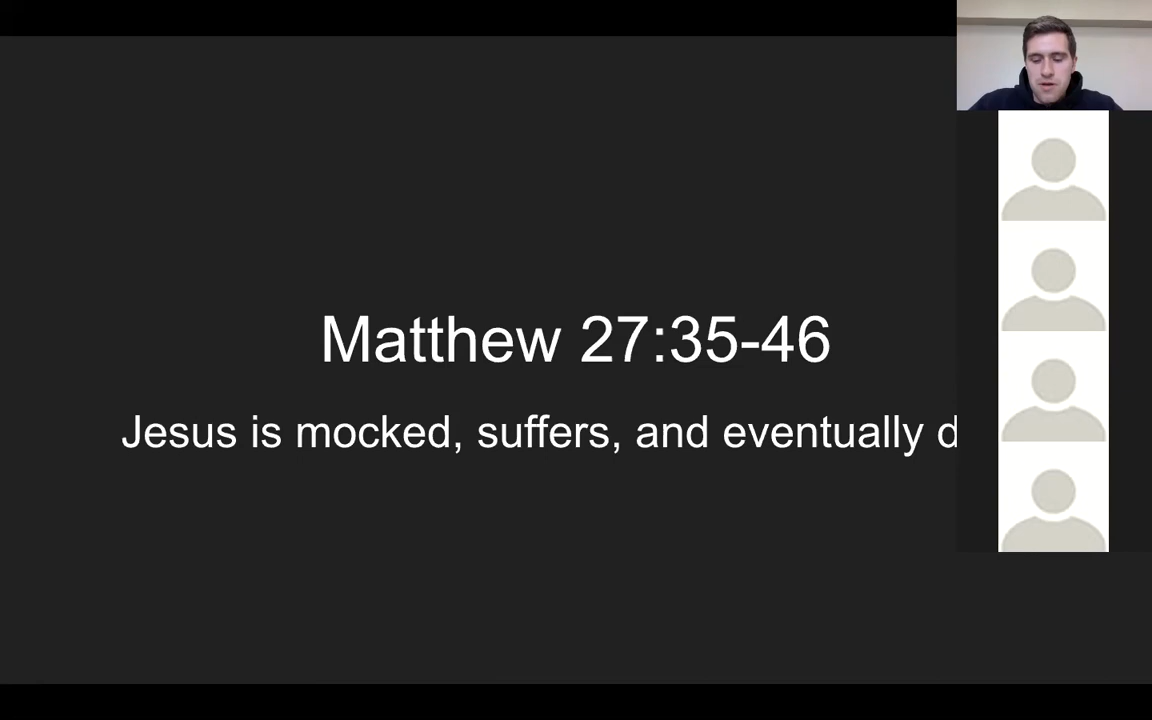 Matthew 27:35-46
Jesus is mocked, suffers, and eventually d